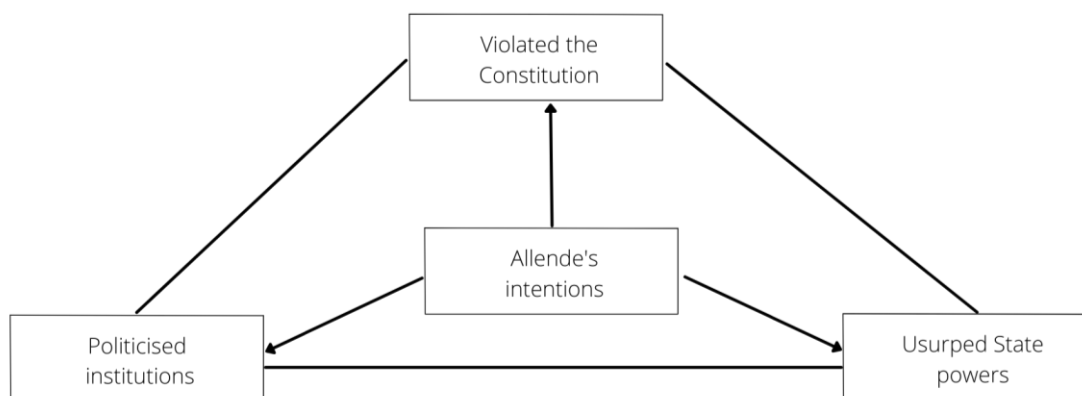 Violated the
Constitution
Allende's
intentions
Politicised
institutions
Usurped State
powers